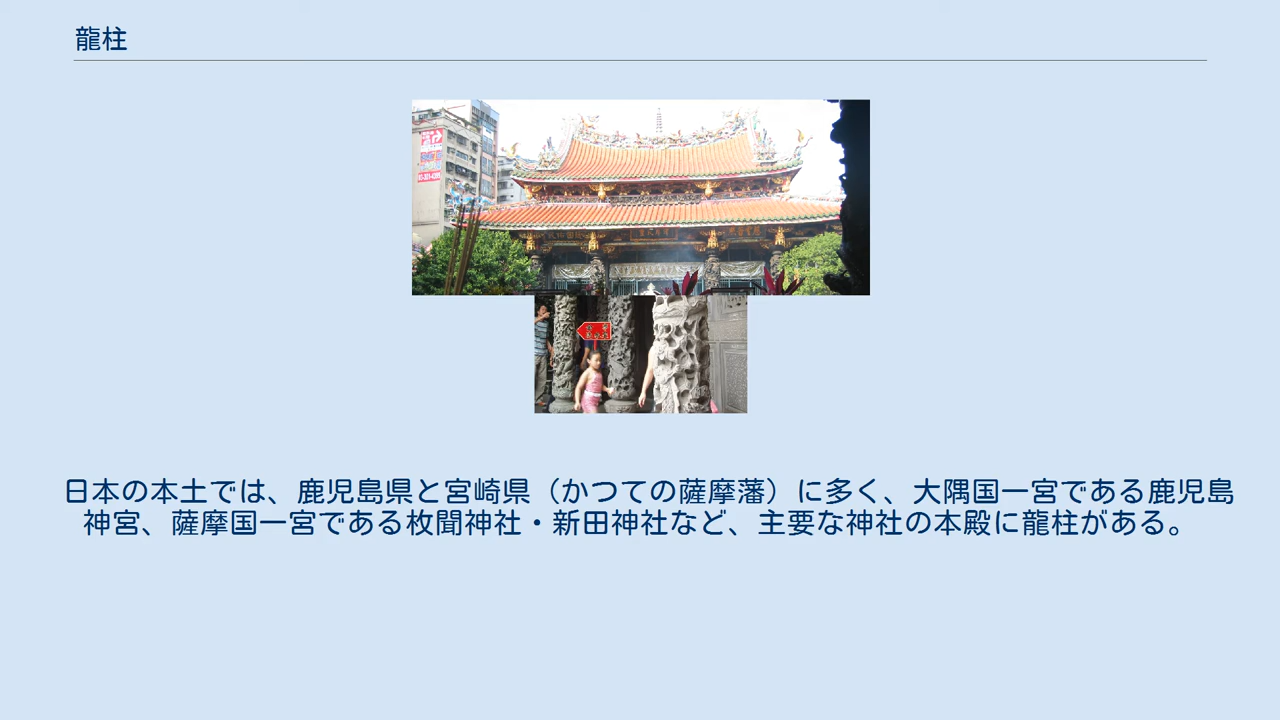 龍柱
日本の本土では、鹿児島県と宮崎県（かつての薩摩藩）に多く、大隅国一宮である鹿児島
神宮、薩摩国一宮である枚聞神社・新田神社など、主要な神社の本殿に龍柱がある。